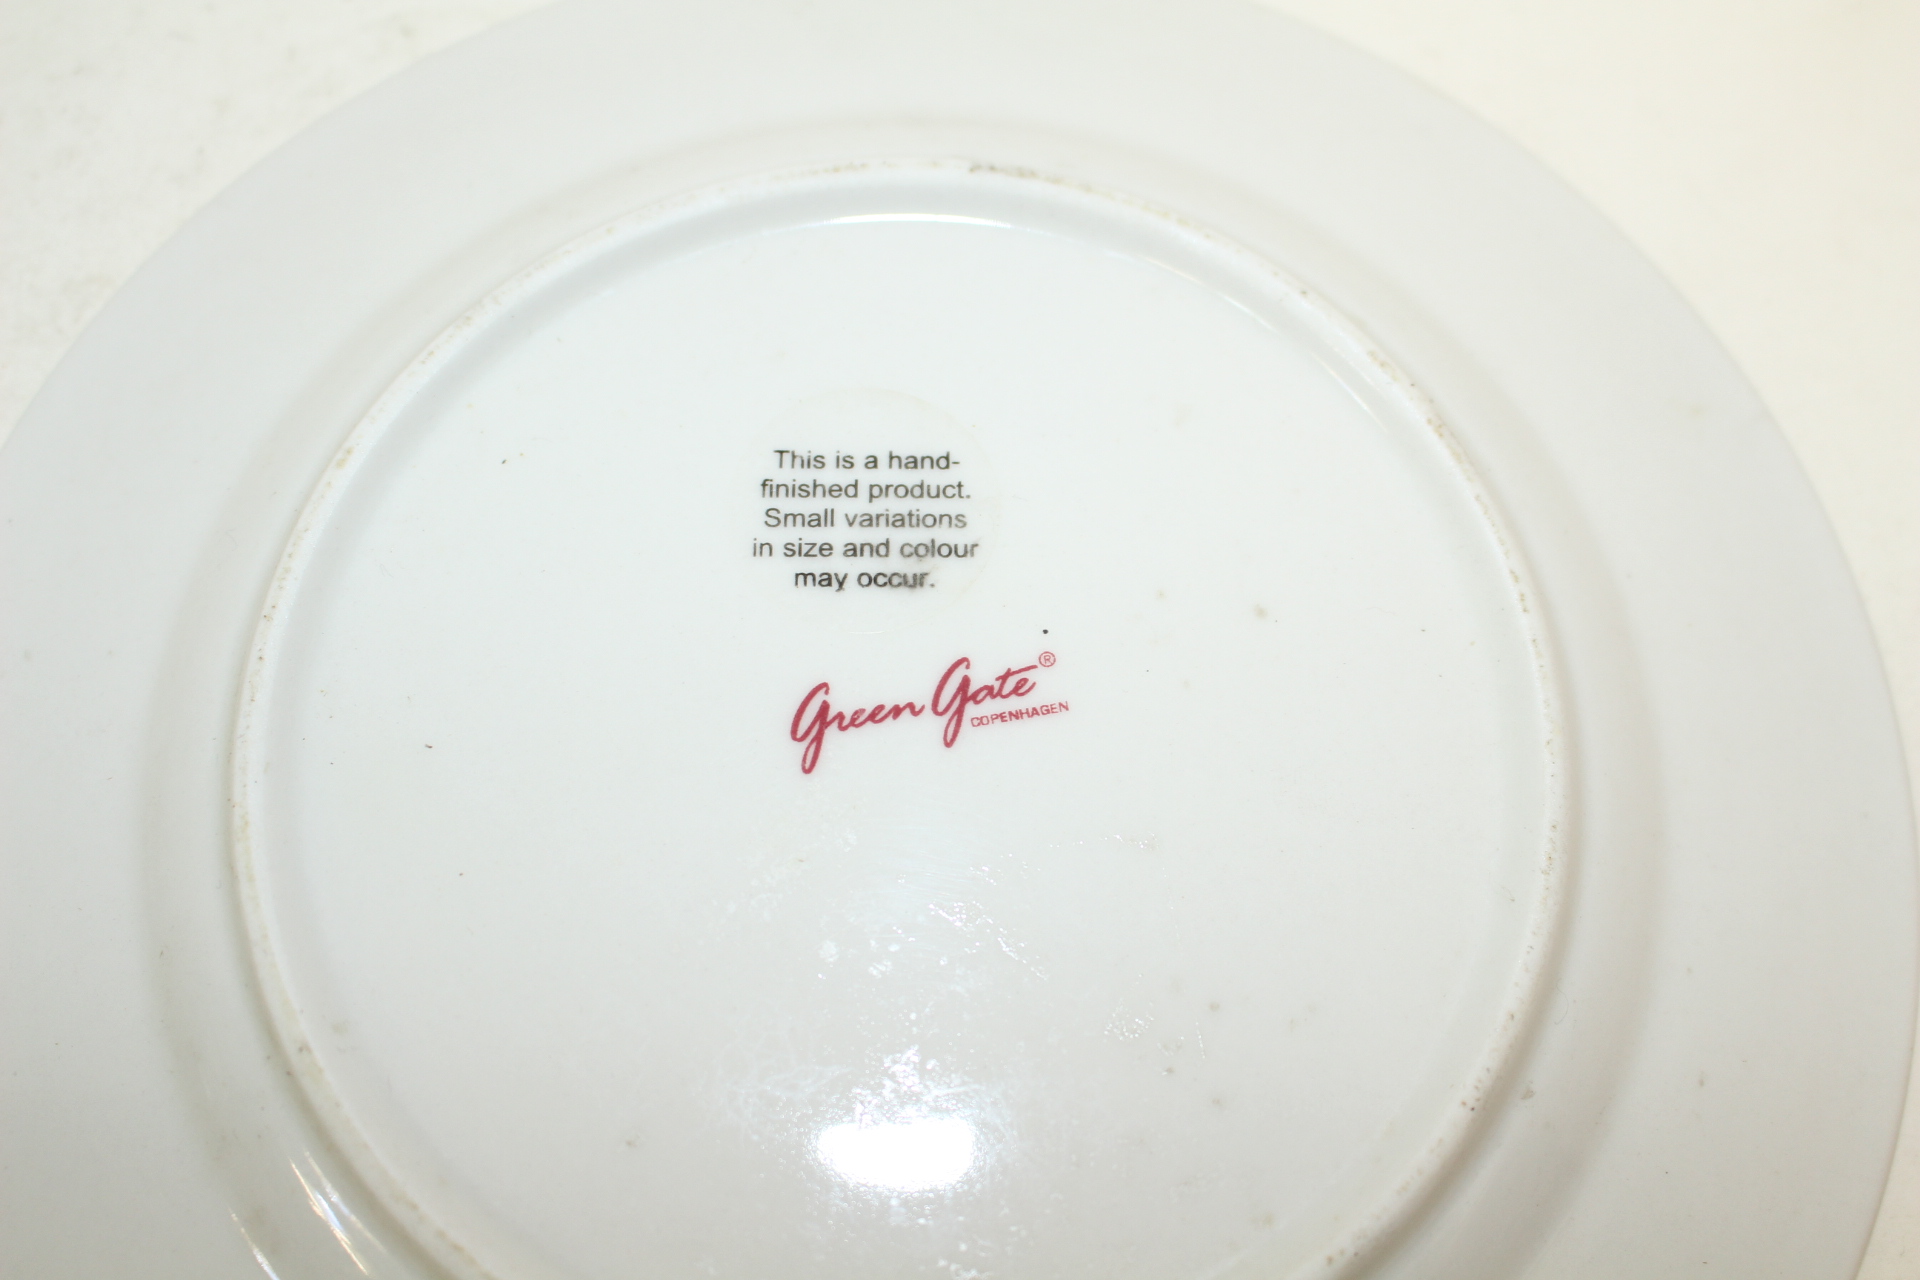 This is a hand-
finished product.
Small variations
in size and colour
may occur.
Green Gate®
COPENHAGEN